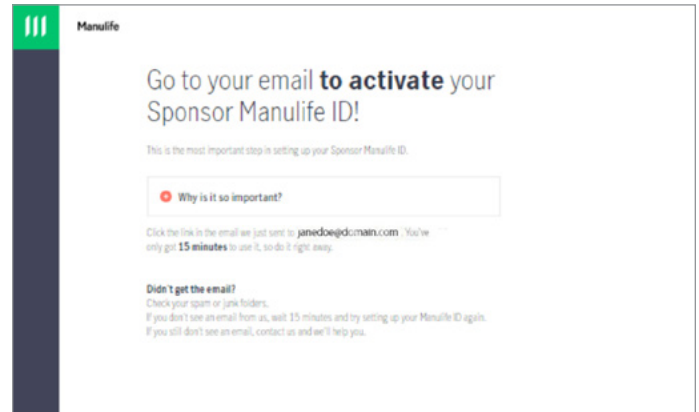 Manulife
Go to your email to activate your
Sponsor Manulife ID!
This is the most important step in setting up your Sponsor Manulife ID.
Why is it so important?
Click the link in the email we just sent to janedoe@domain.com. You've
only got 15 minutes to use it, so do it right away.
Didn't get the email?
Check your spam or junk folders.
If you don't see an email from us, wait 15 minutes and try setting up your Manulife ID again.
If you still don't see an email, contact us and we'll help you.